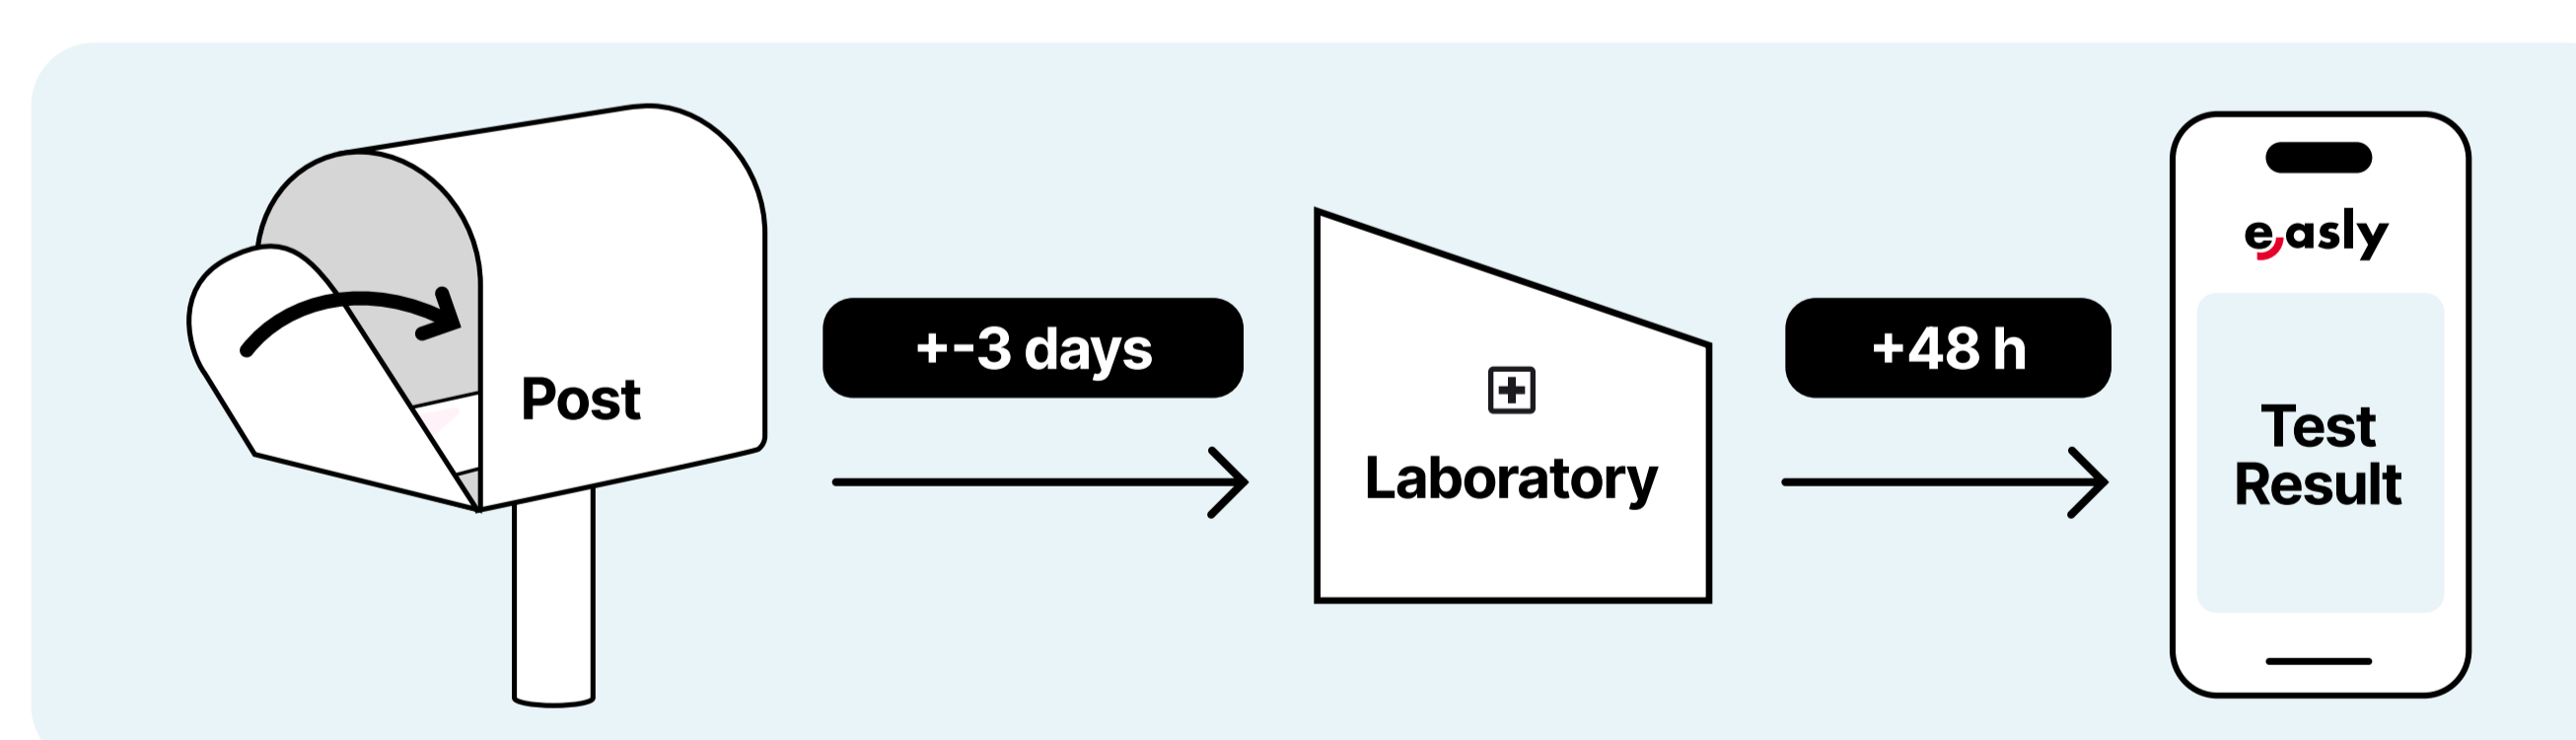 Post
+-3 days
Laboratory
+48 h
easly
Test
Result